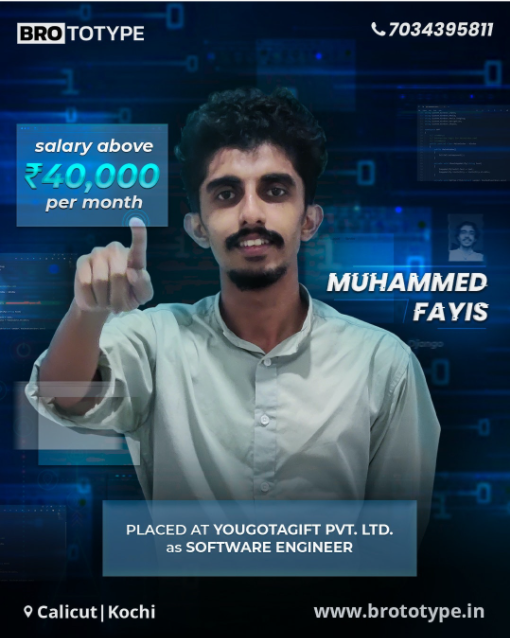 BROTOTYPE
7034395811
salary above
₹40,000
per month
MUHAMMED
FAYIS
django
PLACED AT YOUGOTAGIFT PVT. LTD.
as SOFTWARE ENGINEER
Calicut|Kochi
www.brototype.in